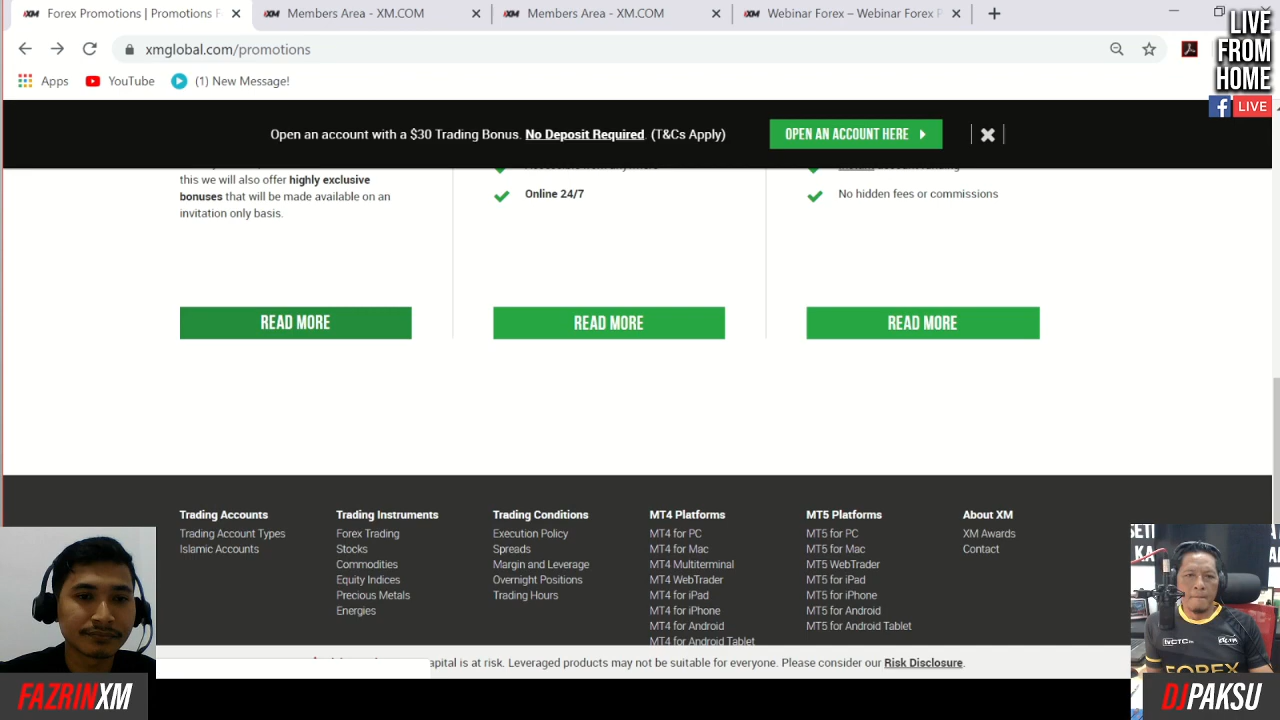 Forex Promotions | Promotions F
Members Area - XM.COM
Members Area - XM.COM
Webinar Forex – Webinar Forex P
LIVE
FROM
HOME
LIVE
xmglobal.com/promotions
Apps
YouTube
(1) New Message!
Open an account with a $30 Trading Bonus. No Deposit Required. (T&Cs Apply)
OPEN AN ACCOUNT HERE
this we will also offer highly exclusive
bonuses that will be made available on an
invitation only basis.
Online 24/7
No hidden fees or commissions
READ MORE
READ MORE
READ MORE
Trading Accounts
Trading Account Types
Islamic Accounts
Trading Instruments
Forex Trading
Stocks
Commodities
Equity Indices
Precious Metals
Energies
Trading Conditions
Execution Policy
Spreads
Margin and Leverage
Overnight Positions
Trading Hours
MT4 Platforms
MT4 for PC
MT4 for Mac
MT4 Multiterminal
MT4 WebTrader
MT4 for iPad
MT4 for iPhone
MT4 for Android
MT4 for Android Tablet
MT5 Platforms
MT5 for PC
MT5 for Mac
MT5 WebTrader
MT5 for iPad
MT5 for iPhone
MT5 for Android
MT5 for Android Tablet
About XM
XM Awards
Contact
apital is at risk. Leveraged products may not be suitable for everyone. Please consider our Risk Disclosure.
FAZRINXM
FOREX
DJPAKSU